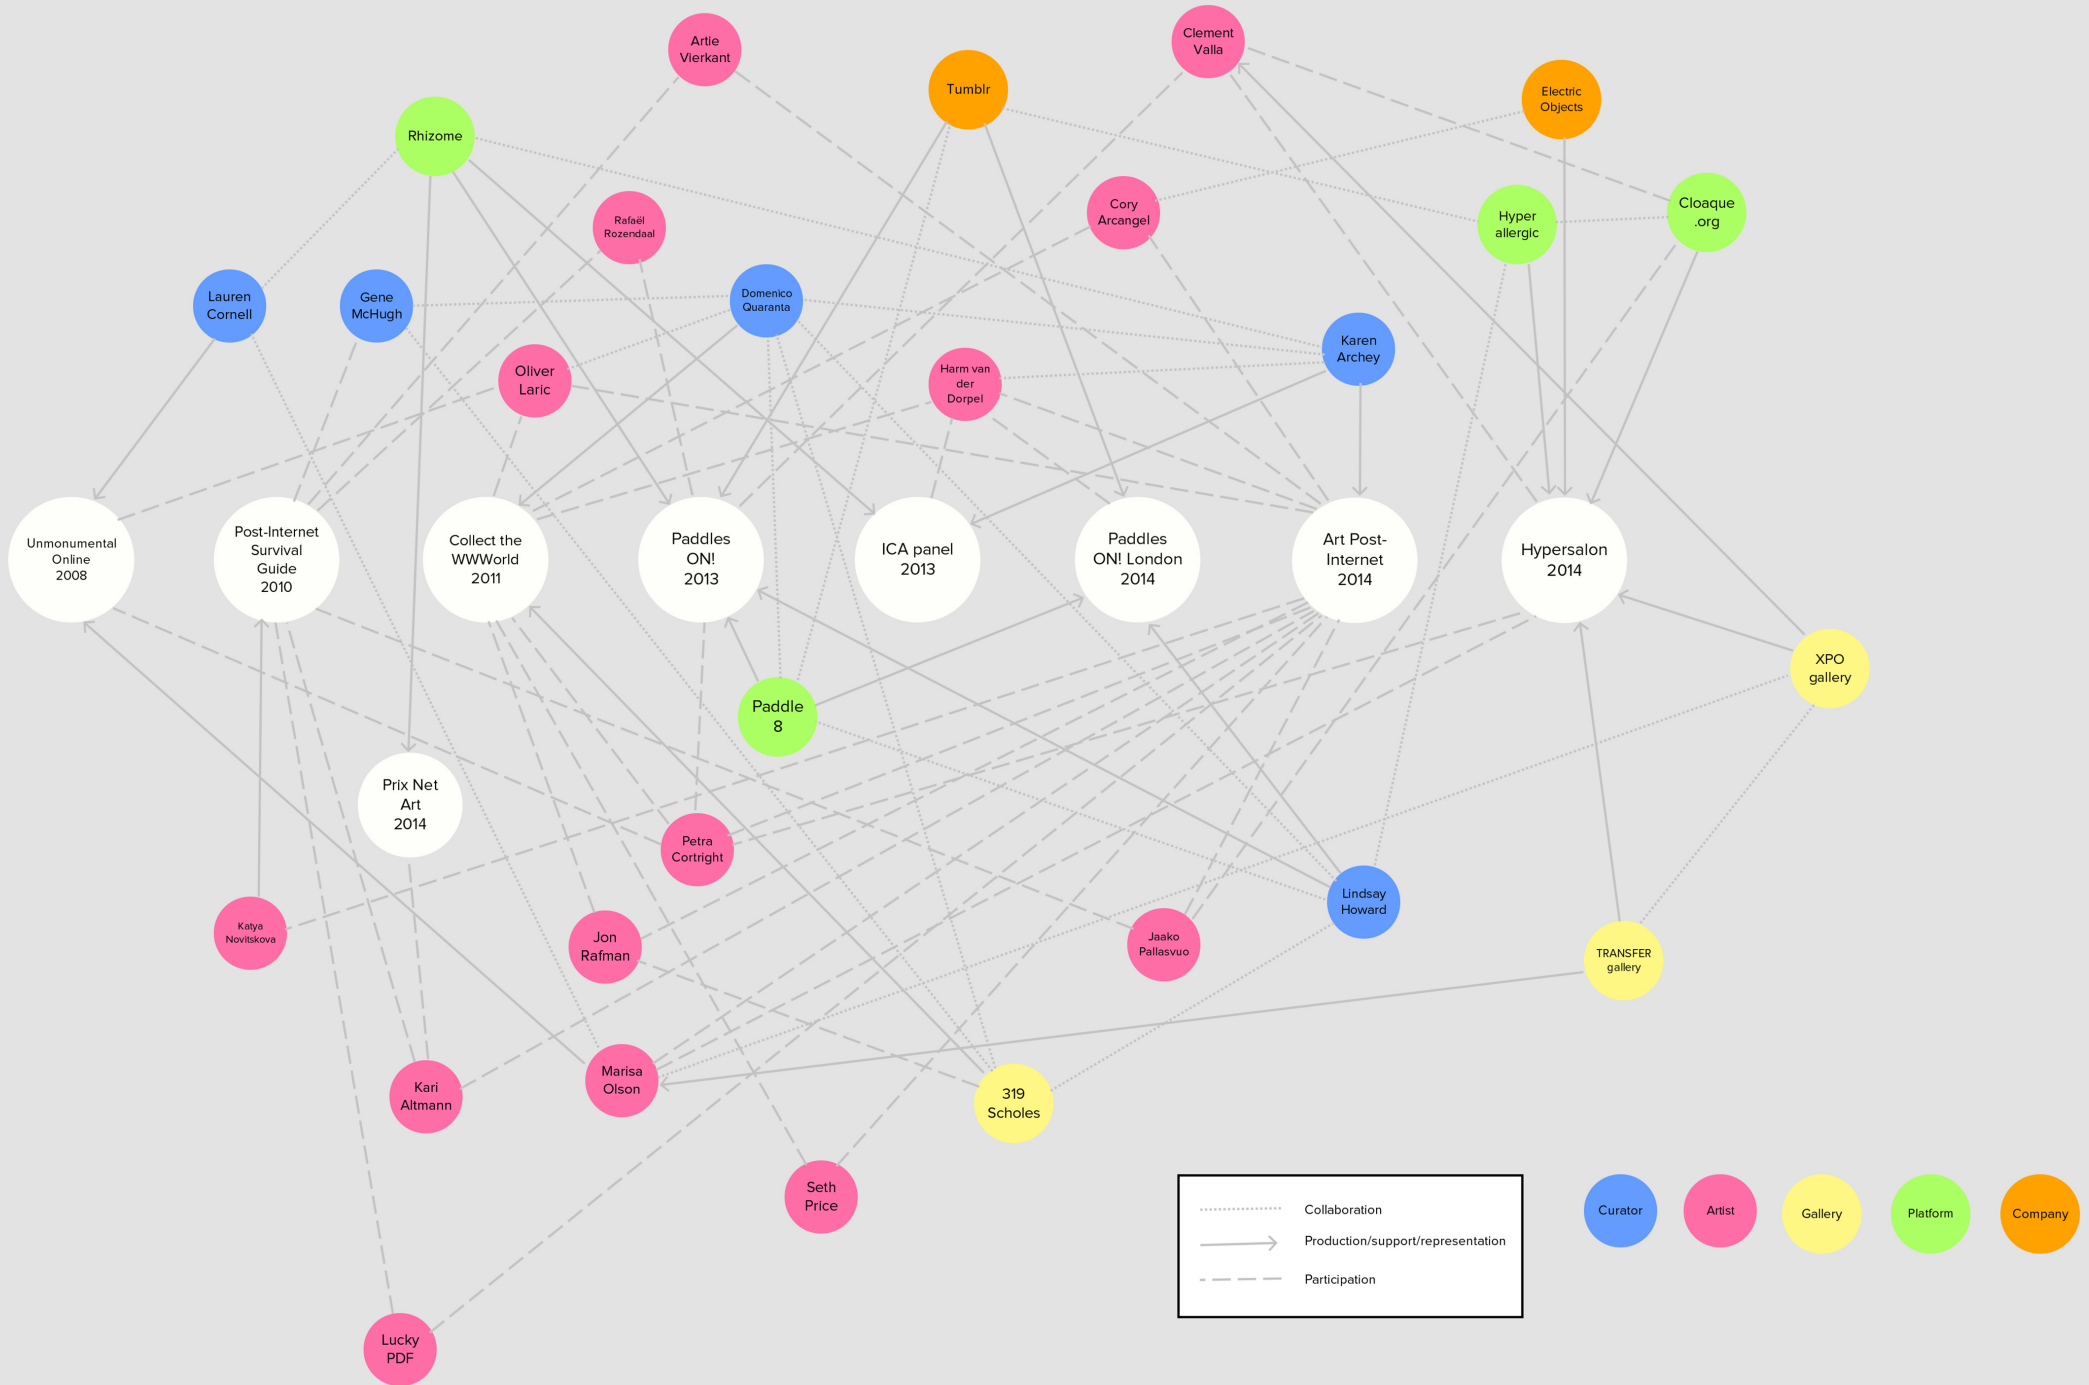 Artie
Vierkant
Clement
Valla
Tumblr
Electric
Objects
Rhizome
Rafaël
Rozendaal
Cory
Arcangel
Hyper
allergic
Cloaque
.org
Lauren
Cornell
Gene
McHugh
Domenico
Quaranta
Karen
Archey
Oliver
Laric
Harm van
der
Dorpel
Unmonumental
Online
2008
Post-Internet
Survival
Guide
2010
Collect the
WWWorld
2011
Paddles
ON!
2013
ICA panel
2013
Paddles
ON! London
2014
Art Post-
Internet
2014
Hypersalon
2014
XPO
gallery
Paddle
8
Prix Net
Art
2014
Petra
Cortright
Lindsay
Howard
Katya
Novitskova
Jon
Rafman
Jaako
Pallasvuo
TRANSFER
gallery
Kari
Altmann
Marisa
Olson
319
Scholes
Seth
Price
Lucky
PDF
Collaboration
Production/support/representation
Participation
Curator
Artist
Gallery
Platform
Company